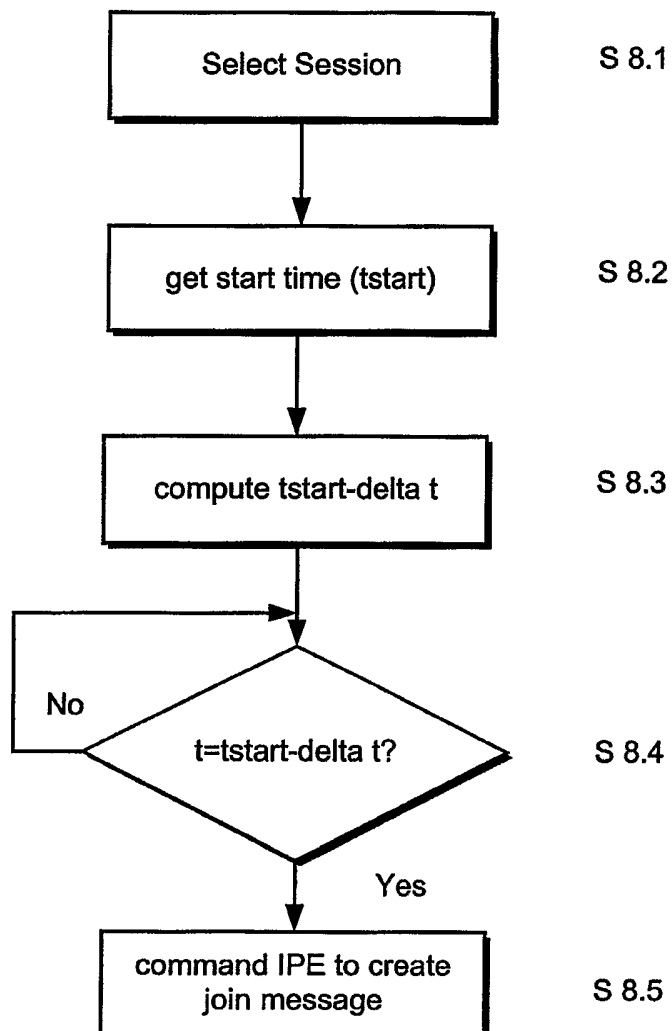 Select Session
S 8.1
get start time (tstart)
S 8.2
compute tstart-delta t
S 8.3
No
t=tstart-delta t?
S 8.4
Yes
command IPE to create
join message
S 8.5